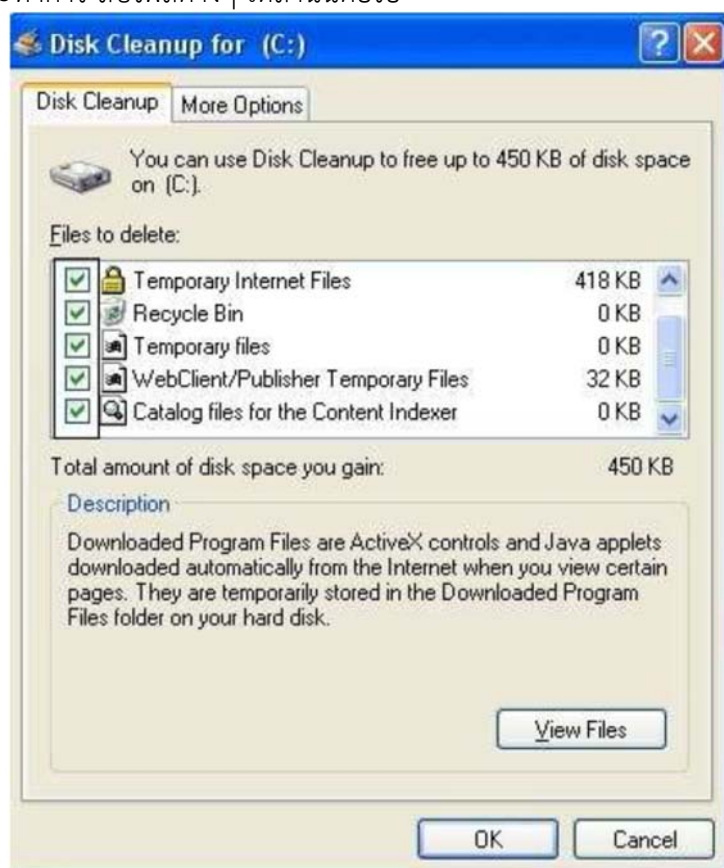 Disk Cleanup for (C:)
Disk Cleanup
More Options
You can use Disk Cleanup to free up to 450 KB of disk space
on (C:).
Files to delete:
Temporary Internet Files 418 KB
Recycle Bin 0 KB
Temporary files 0 KB
WebClient/Publisher Temporary Files 32 KB
Catalog files for the Content Indexer 0 KB
Total amount of disk space you gain: 450 KB
Description
Downloaded Program Files are ActiveX controls and Java applets
downloaded automatically from the Internet when you view certain
pages. They are temporarily stored in the Downloaded Program
Files folder on your hard disk.
View Files
OK
Cancel